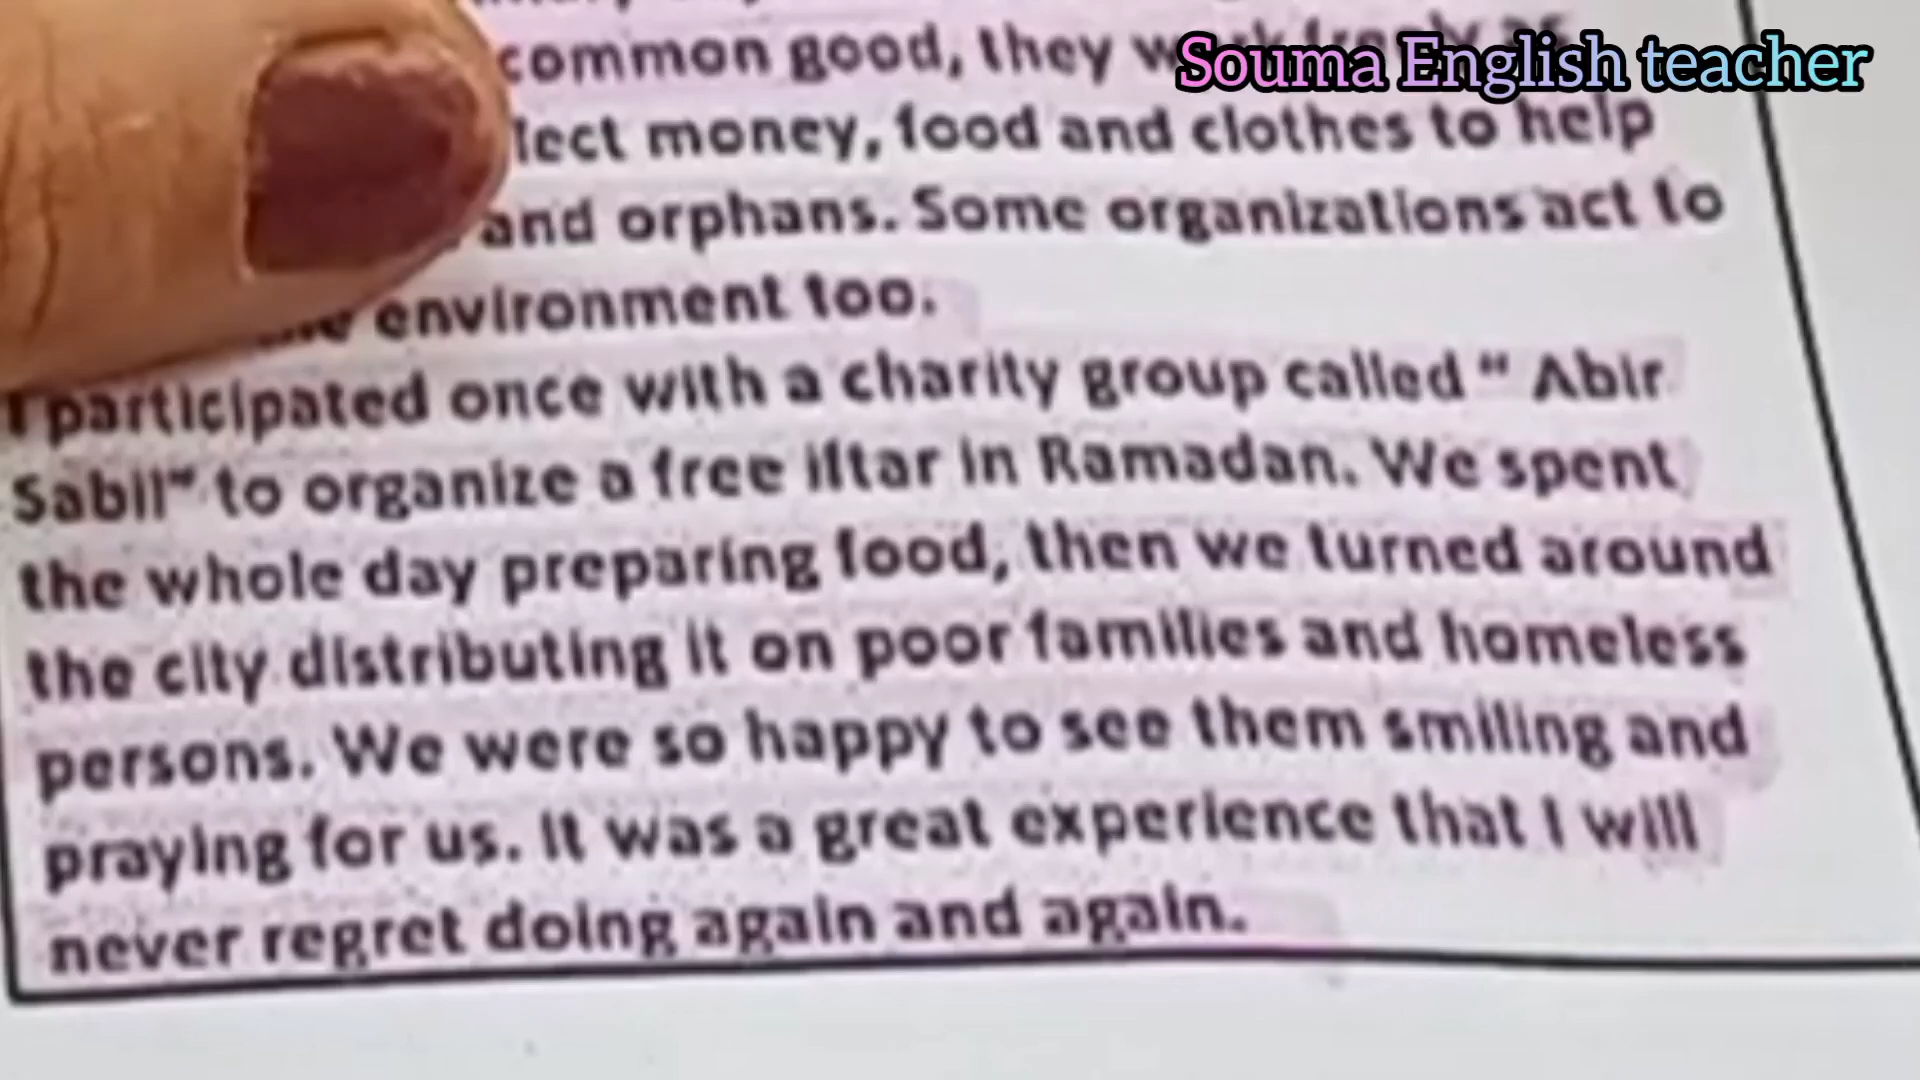 Souma English teacher
common good, they
lect money, food and clothes to help
and orphans. Some organizations act to
environment too.
I participated once with a charity group called “ Abir
Sabil” to organize a free iftar in Ramadan. We spent
the whole day preparing food, then we turned around
the city distributing it on poor families and homeless
persons. We were so happy to see them smiling and
praying for us. It was a great experience that I will
never regret doing again and again.